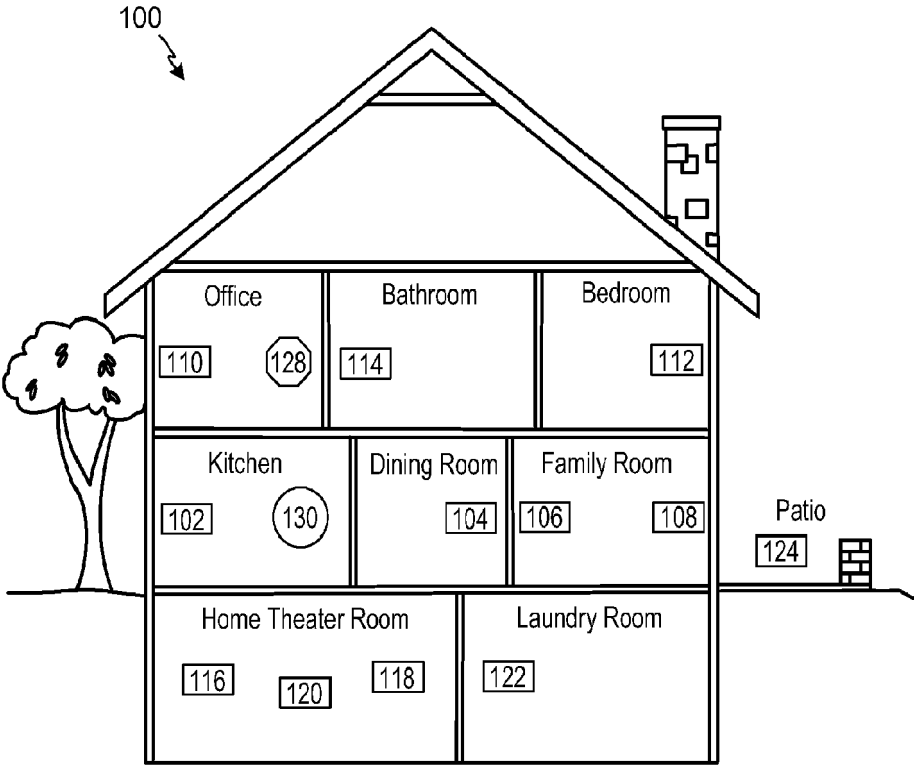 100
Office
Bathroom
Bedroom
110
128
114
112
Kitchen
Dining Room
Family Room
102
130
104
106
108
Patio
124
Home Theater Room
Laundry Room
116
120
118
122